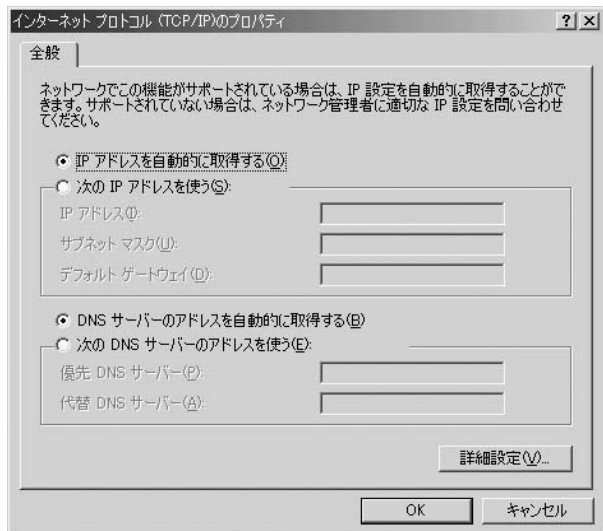 インターネット プロトコル (TCP/IP)のプロパティ
全般
ネットワークでこの機能がサポートされている場合は、IP 設定を自動的に取得することがで
きます。サポートされていない場合は、ネットワーク管理者に適切な IP 設定を問い合わせ
てください。
IP アドレスを自動的に取得する(O)
次の IP アドレスを使う(S):
IP アドレス(I):
サブネット マスク(U):
デフォルト ゲートウェイ(D):
DNS サーバーのアドレスを自動的に取得する(B)
次の DNS サーバーのアドレスを使う(E):
優先 DNS サーバー(P):
代替 DNS サーバー(A):
詳細設定(V)...
OK
キャンセル